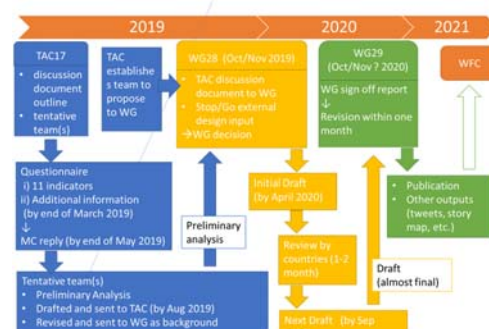 2019
2020
2021
TAC17
• discussion
document
outline
• tentative
team(s)
TAC
establishe
s team to
propose
to WG
WG28 (Oct/Nov 2019)
• TAC discussion
document to WG
• Stop/Go external
design input
→WG decision
WG29
(Oct/Nov ? 2020)
WG sign off report
↓
Revision within one
month
WFC
Questionnaire
i) 11 indicators
ii) Additional information
(by end of March 2019)
↓
MC reply (by end of May 2019)
Preliminary
analysis
Initial Draft
(by April 2020)
Review by
countries (1-2
month)
Next Draft (by Sep
Draft
(almost final)
• Publication
• Other outputs
(tweets, story
map, etc.)
Tentative team(s)
• Preliminary Analysis
• Drafted and sent to TAC (by Aug 2019)
• Revised and sent to WG as background